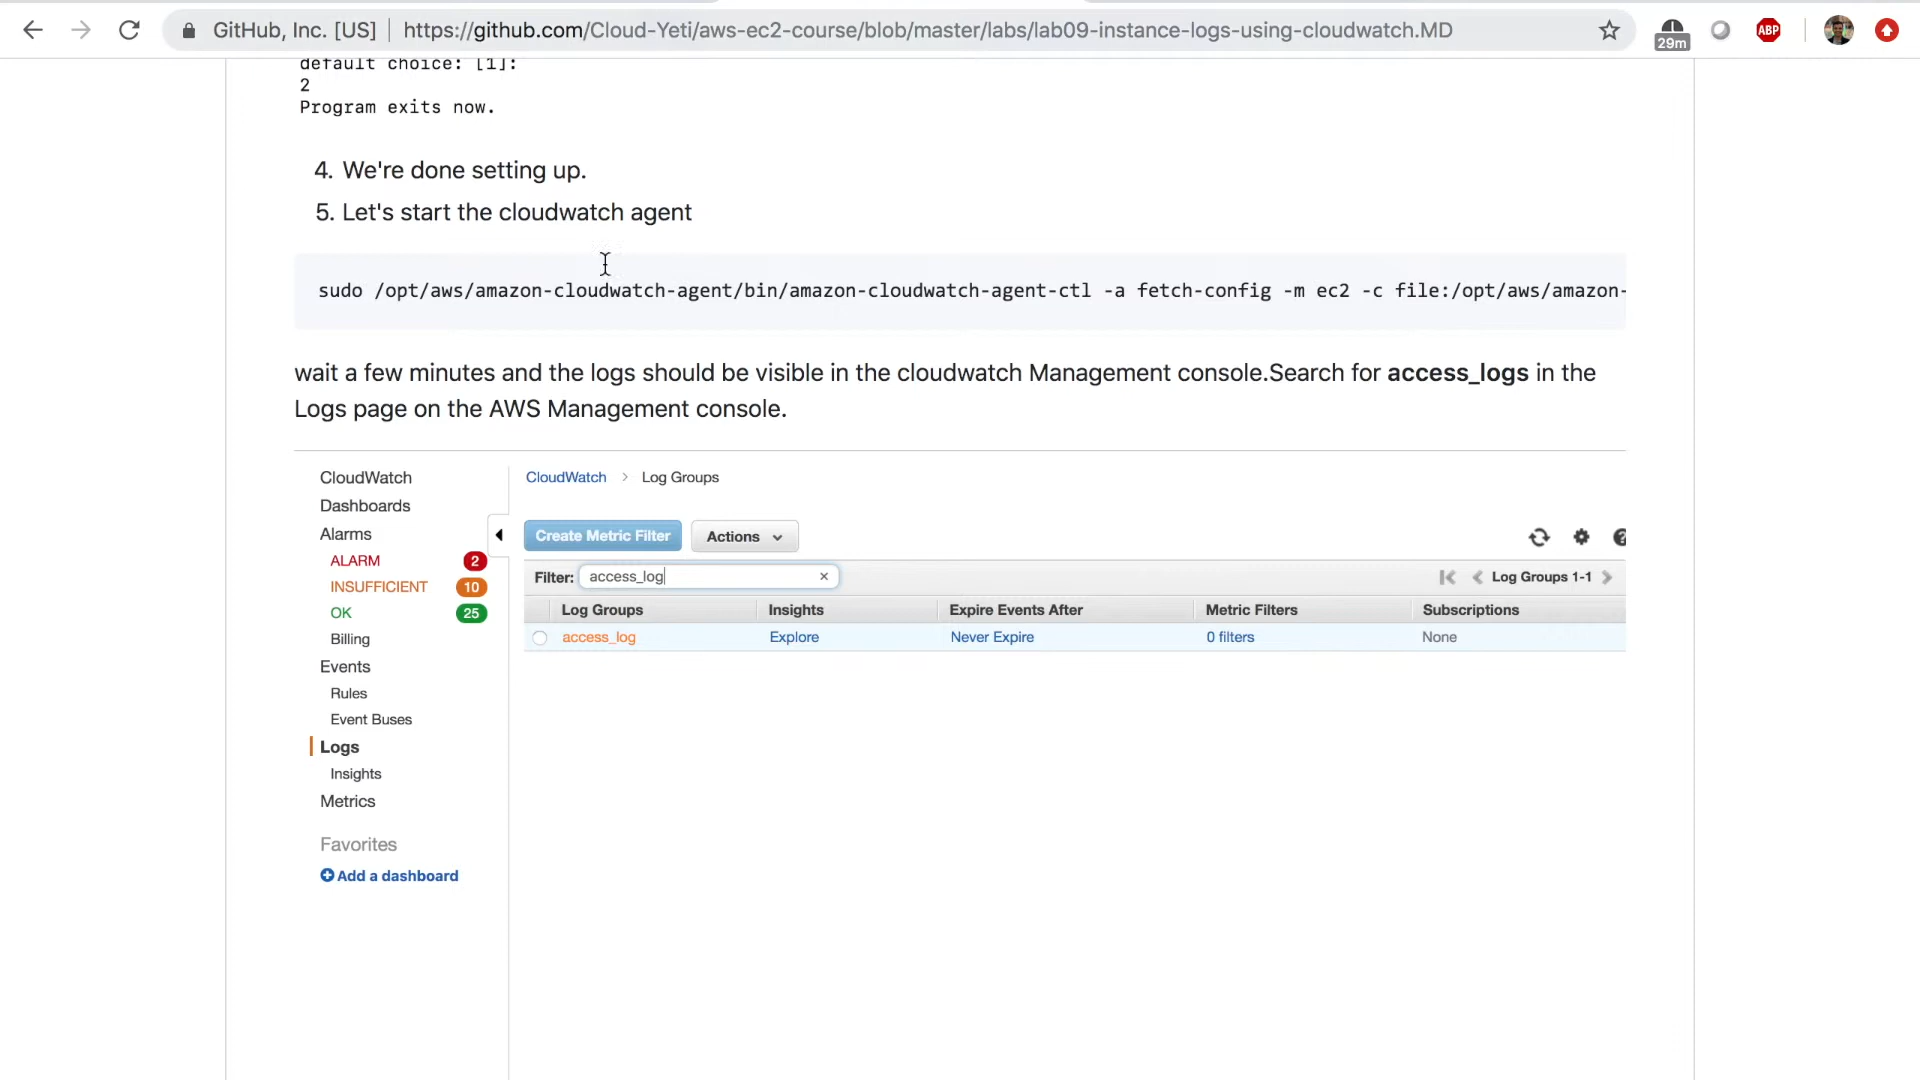 GitHub, Inc. [US] https://github.com/Cloud-Yeti/aws-ec2-course/blob/master/labs/lab09-instance-logs-using-cloudwatch.MD
29m
ABP
default choice: [1]:
2
Program exits now.
4. We're done setting up.
5. Let's start the cloudwatch agent
sudo /opt/aws/amazon-cloudwatch-agent/bin/amazon-cloudwatch-agent-ctl -a fetch-config -m ec2 -c file:/opt/aws/amazon-
wait a few minutes and the logs should be visible in the cloudwatch Management console.Search for access_logs in the
Logs page on the AWS Management console.
CloudWatch
Dashboards
Alarms
ALARM 2
INSUFFICIENT 10
OK 25
Billing
Events
Rules
Event Buses
Logs
Insights
Metrics
Favorites
Add a dashboard
CloudWatch > Log Groups
Create Metric Filter Actions
Filter: access_log × Log Groups 1-1
Log Groups Insights Expire Events After Metric Filters Subscriptions
access_log Explore Never Expire 0 filters None